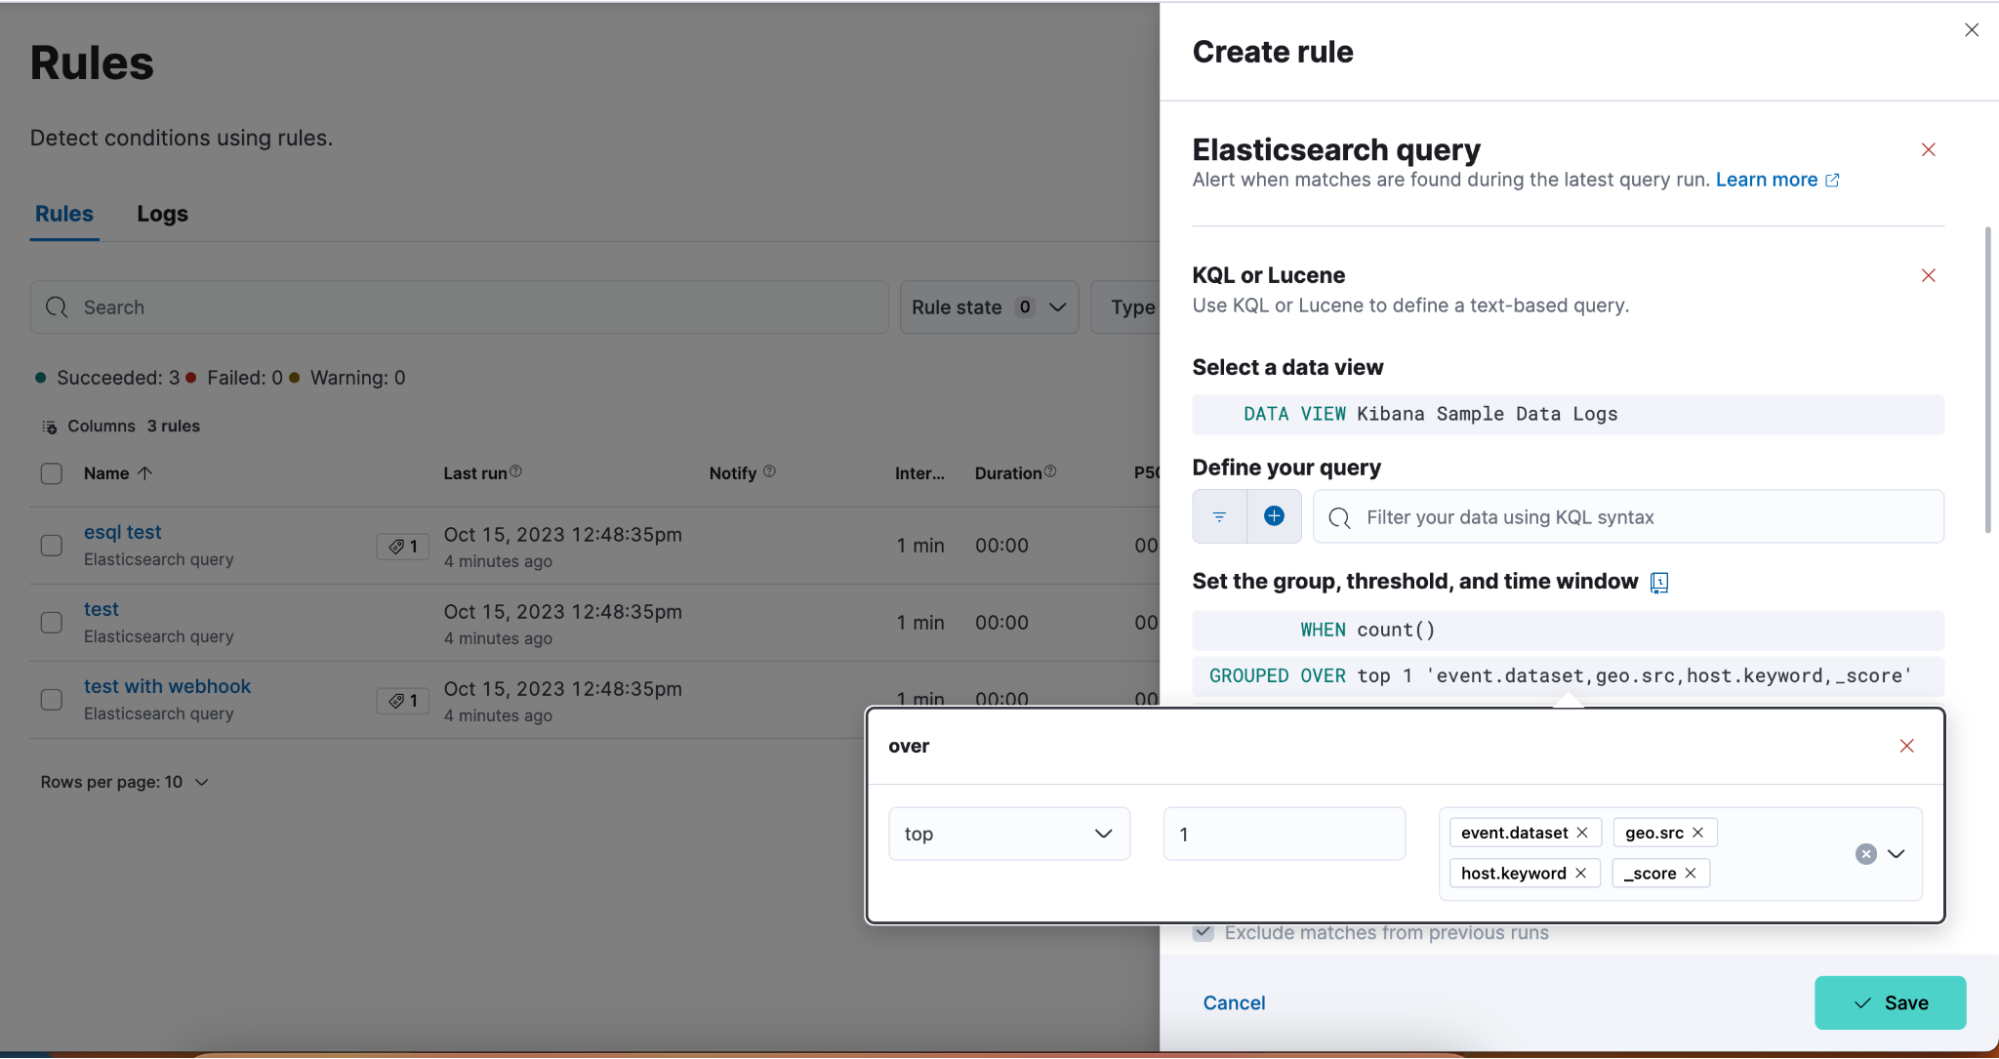 Rules
Detect conditions using rules.
Rules Logs
Search
Rule state 0
Type
Succeeded: 3 Failed: 0 Warning: 0
Columns 3 rules
Name Last run Notify Inter... Duration P50
esql test
Elasticsearch query
1
Oct 15, 2023 12:48:35pm
4 minutes ago
1 min 00:00 00
test
Elasticsearch query
Oct 15, 2023 12:48:35pm
4 minutes ago
1 min 00:00 00
test with webhook
Elasticsearch query
1
Oct 15, 2023 12:48:35pm
4 minutes ago
1 min 00:00 00
Rows per page: 10
Create rule
Elasticsearch query
Alert when matches are found during the latest query run. Learn more
KQL or Lucene
Use KQL or Lucene to define a text-based query.
Select a data view
DATA VIEW Kibana Sample Data Logs
Define your query
Filter your data using KQL syntax
Set the group, threshold, and time window
WHEN count()
GROUPED OVER top 1 'event.dataset,geo.src,host.keyword,_score'
over
top
1
event.dataset geo.src
host.keyword _score
Exclude matches from previous runs
Cancel
Save